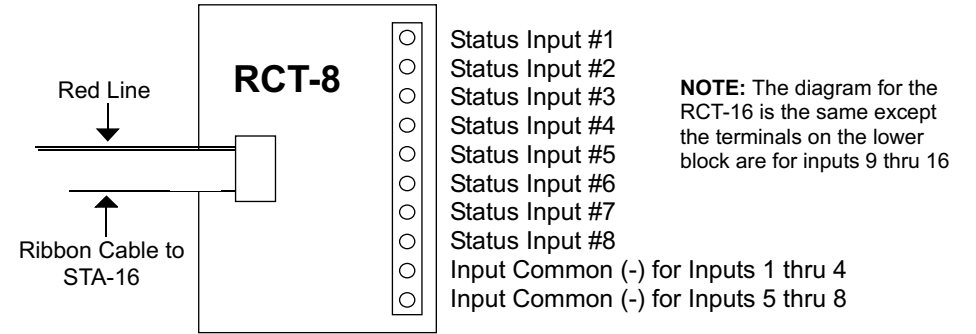 RCT-8
Red Line
Ribbon Cable to
STA-16
Status Input #1
Status Input #2
Status Input #3
Status Input #4
Status Input #5
Status Input #6
Status Input #7
Status Input #8
Input Common (-) for Inputs 1 thru 4
Input Common (-) for Inputs 5 thru 8
NOTE: The diagram for the
RCT-16 is the same except
the terminals on the lower
block are for inputs 9 thru 16